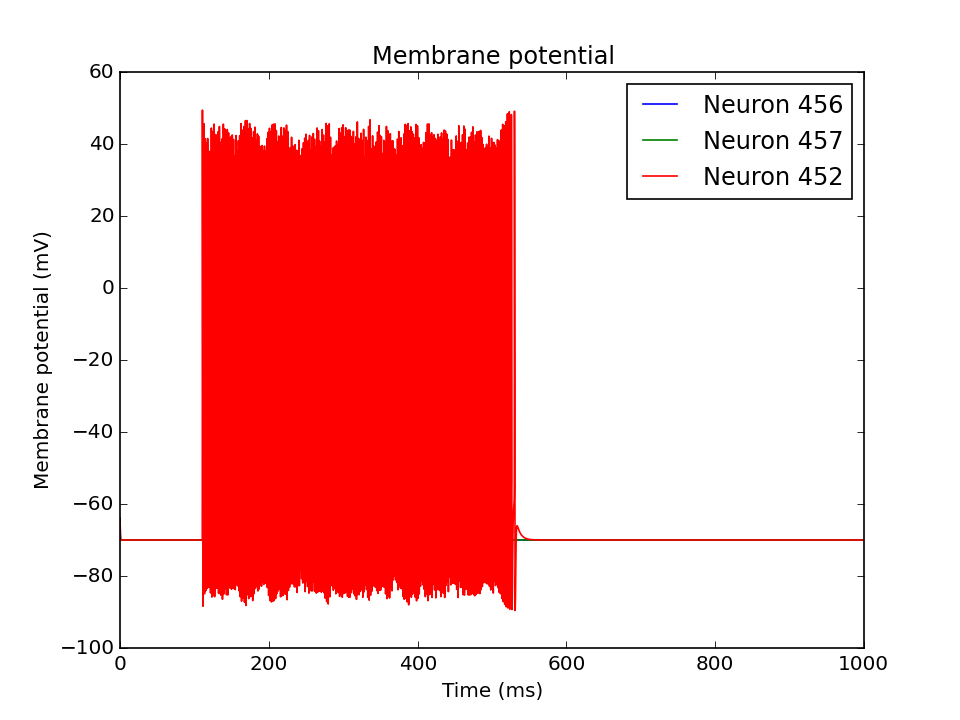 Membrane potential
60
40
20
0
−20
−40
−60
−80
−100
Membrane potential (mV)
Neuron 456
Neuron 457
Neuron 452
0 200 400 600 800 1000
Time (ms)